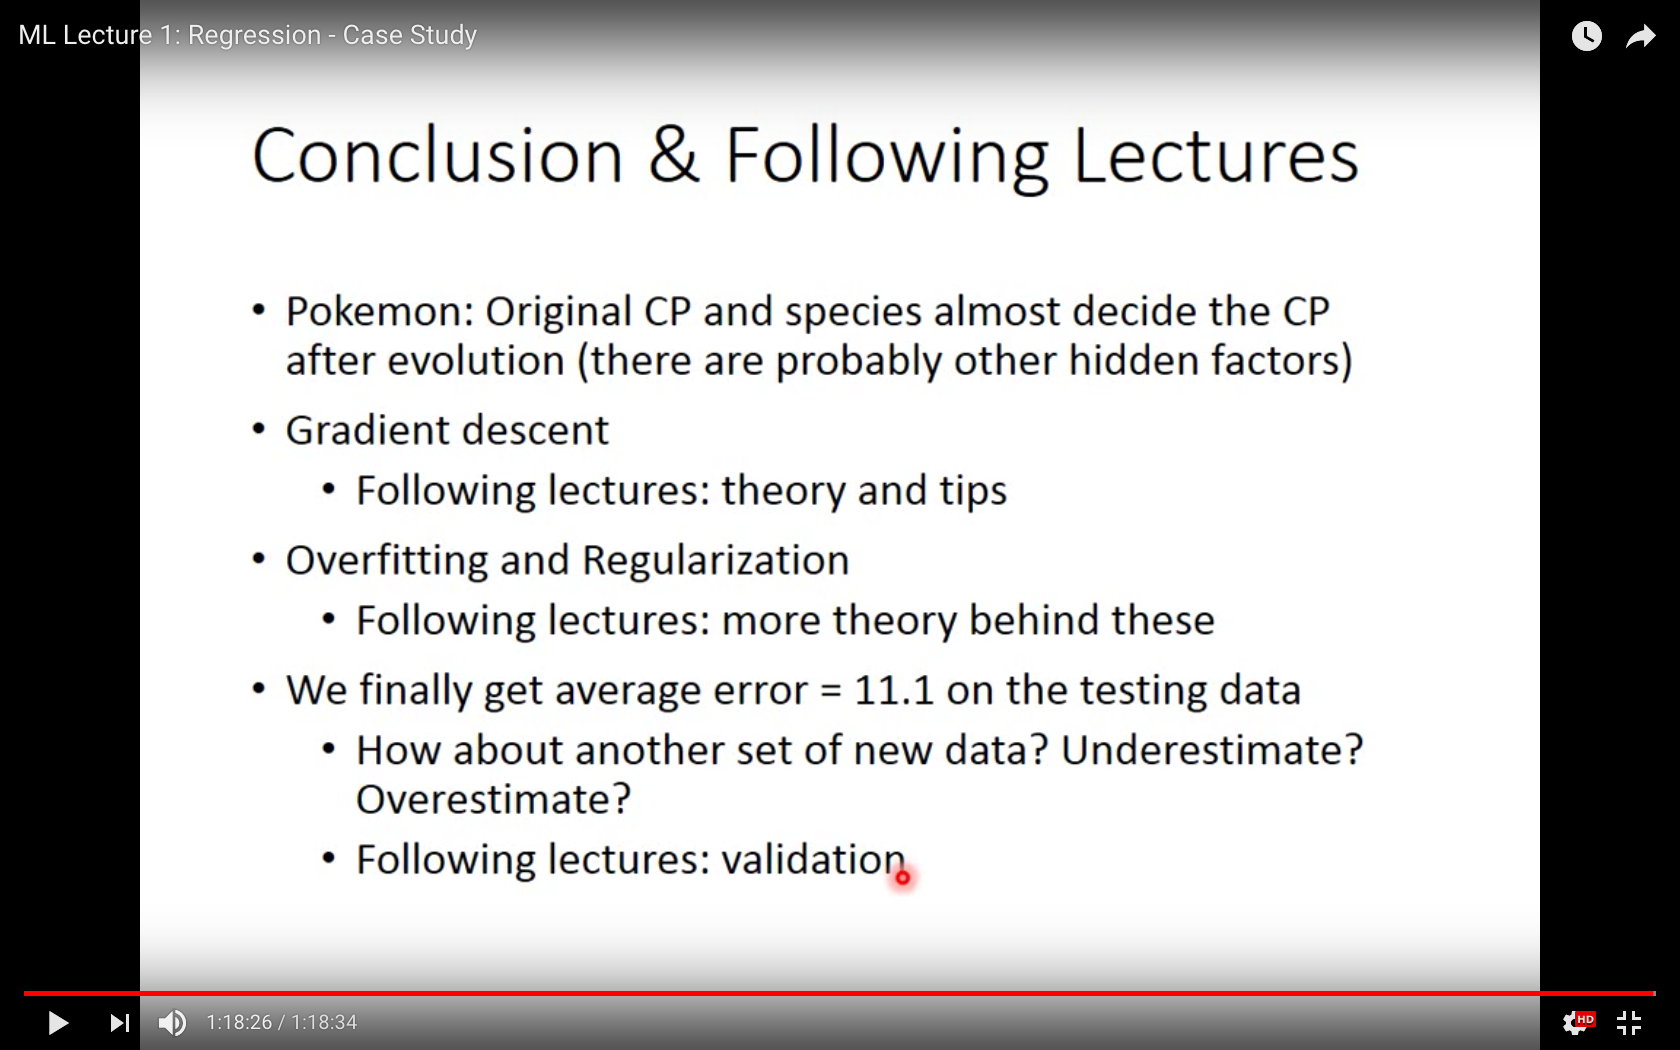 ML Lecture 1: Regression - Case Study
Conclusion & Following Lectures
• Pokemon: Original CP and species almost decide the CP
after evolution (there are probably other hidden factors)
• Gradient descent
• Following lectures: theory and tips
• Overfitting and Regularization
• Following lectures: more theory behind these
• We finally get average error = 11.1 on the testing data
• How about another set of new data? Underestimate?
Overestimate?
• Following lectures: validation
1:18:26 / 1:18:34
HD